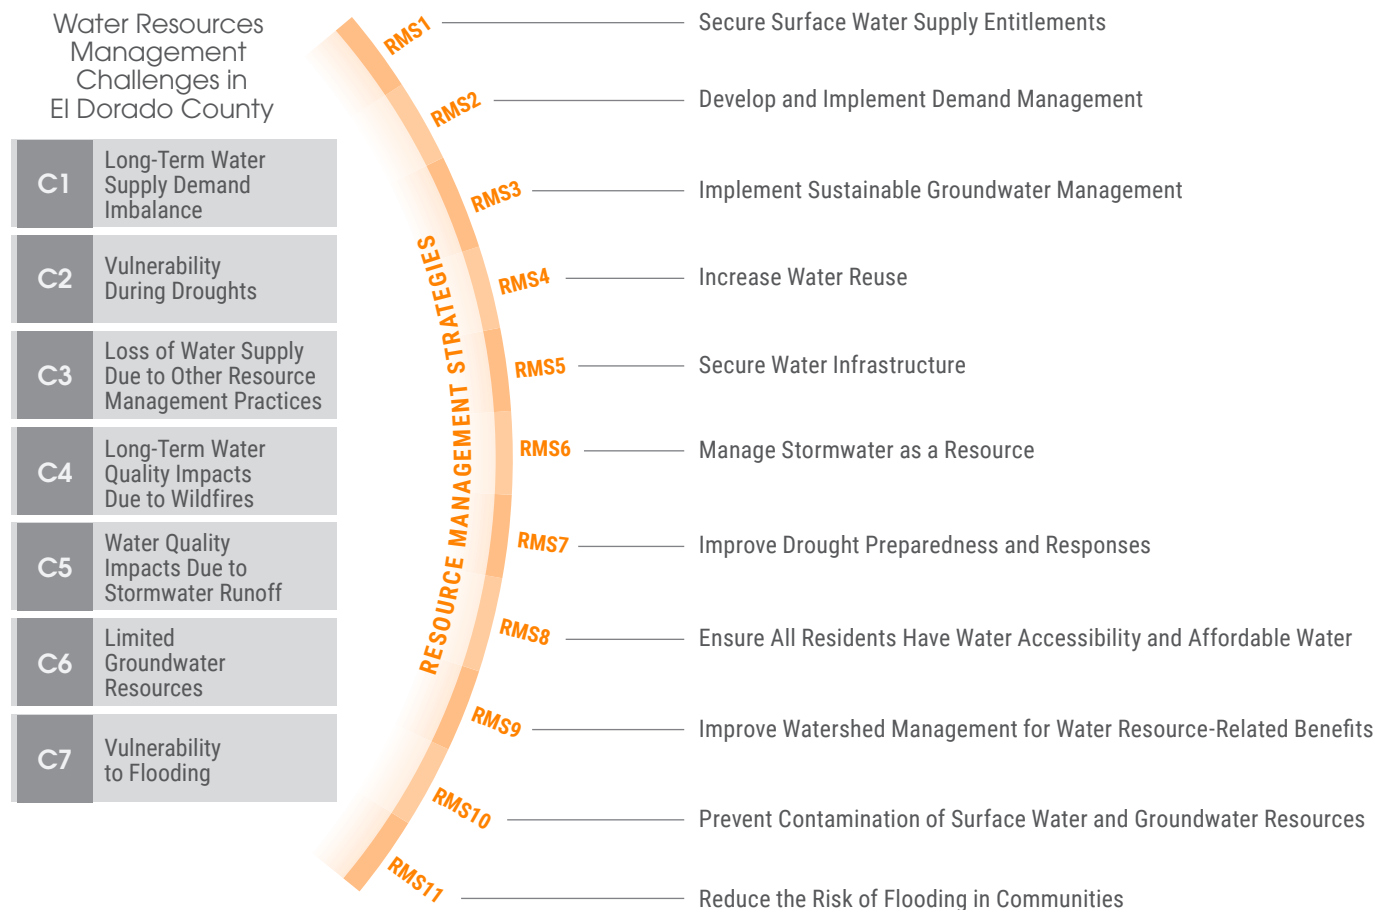 Water Resources
Management
Challenges in
El Dorado County
C1
Long-Term Water
Supply Demand
Imbalance
C2
Vulnerability
During Droughts
C3
Loss of Water Supply
Due to Other Resource
Management Practices
C4
Long-Term Water
Quality Impacts
Due to Wildfires
C5
Water Quality
Impacts Due to
Stormwater Runoff
C6
Limited
Groundwater
Resources
C7
Vulnerability
to Flooding
RESOURCE MANAGEMENT STRATEGIES
RMS1
Secure Surface Water Supply Entitlements
RMS2
Develop and Implement Demand Management
RMS3
Implement Sustainable Groundwater Management
RMS4
Increase Water Reuse
RMS5
Secure Water Infrastructure
RMS6
Manage Stormwater as a Resource
RMS7
Improve Drought Preparedness and Responses
RMS8
Ensure All Residents Have Water Accessibility and Affordable Water
RMS9
Improve Watershed Management for Water Resource-Related Benefits
RMS10
Prevent Contamination of Surface Water and Groundwater Resources
RMS11
Reduce the Risk of Flooding in Communities